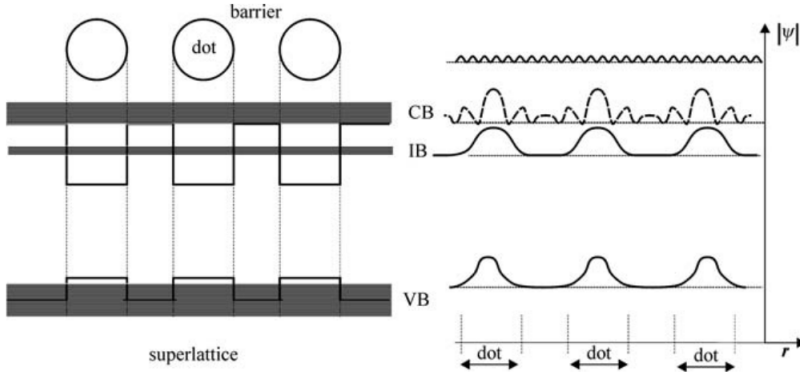 barrier
dot
|ψ|
CB
IB
VB
dot
dot
dot
r
superlattice